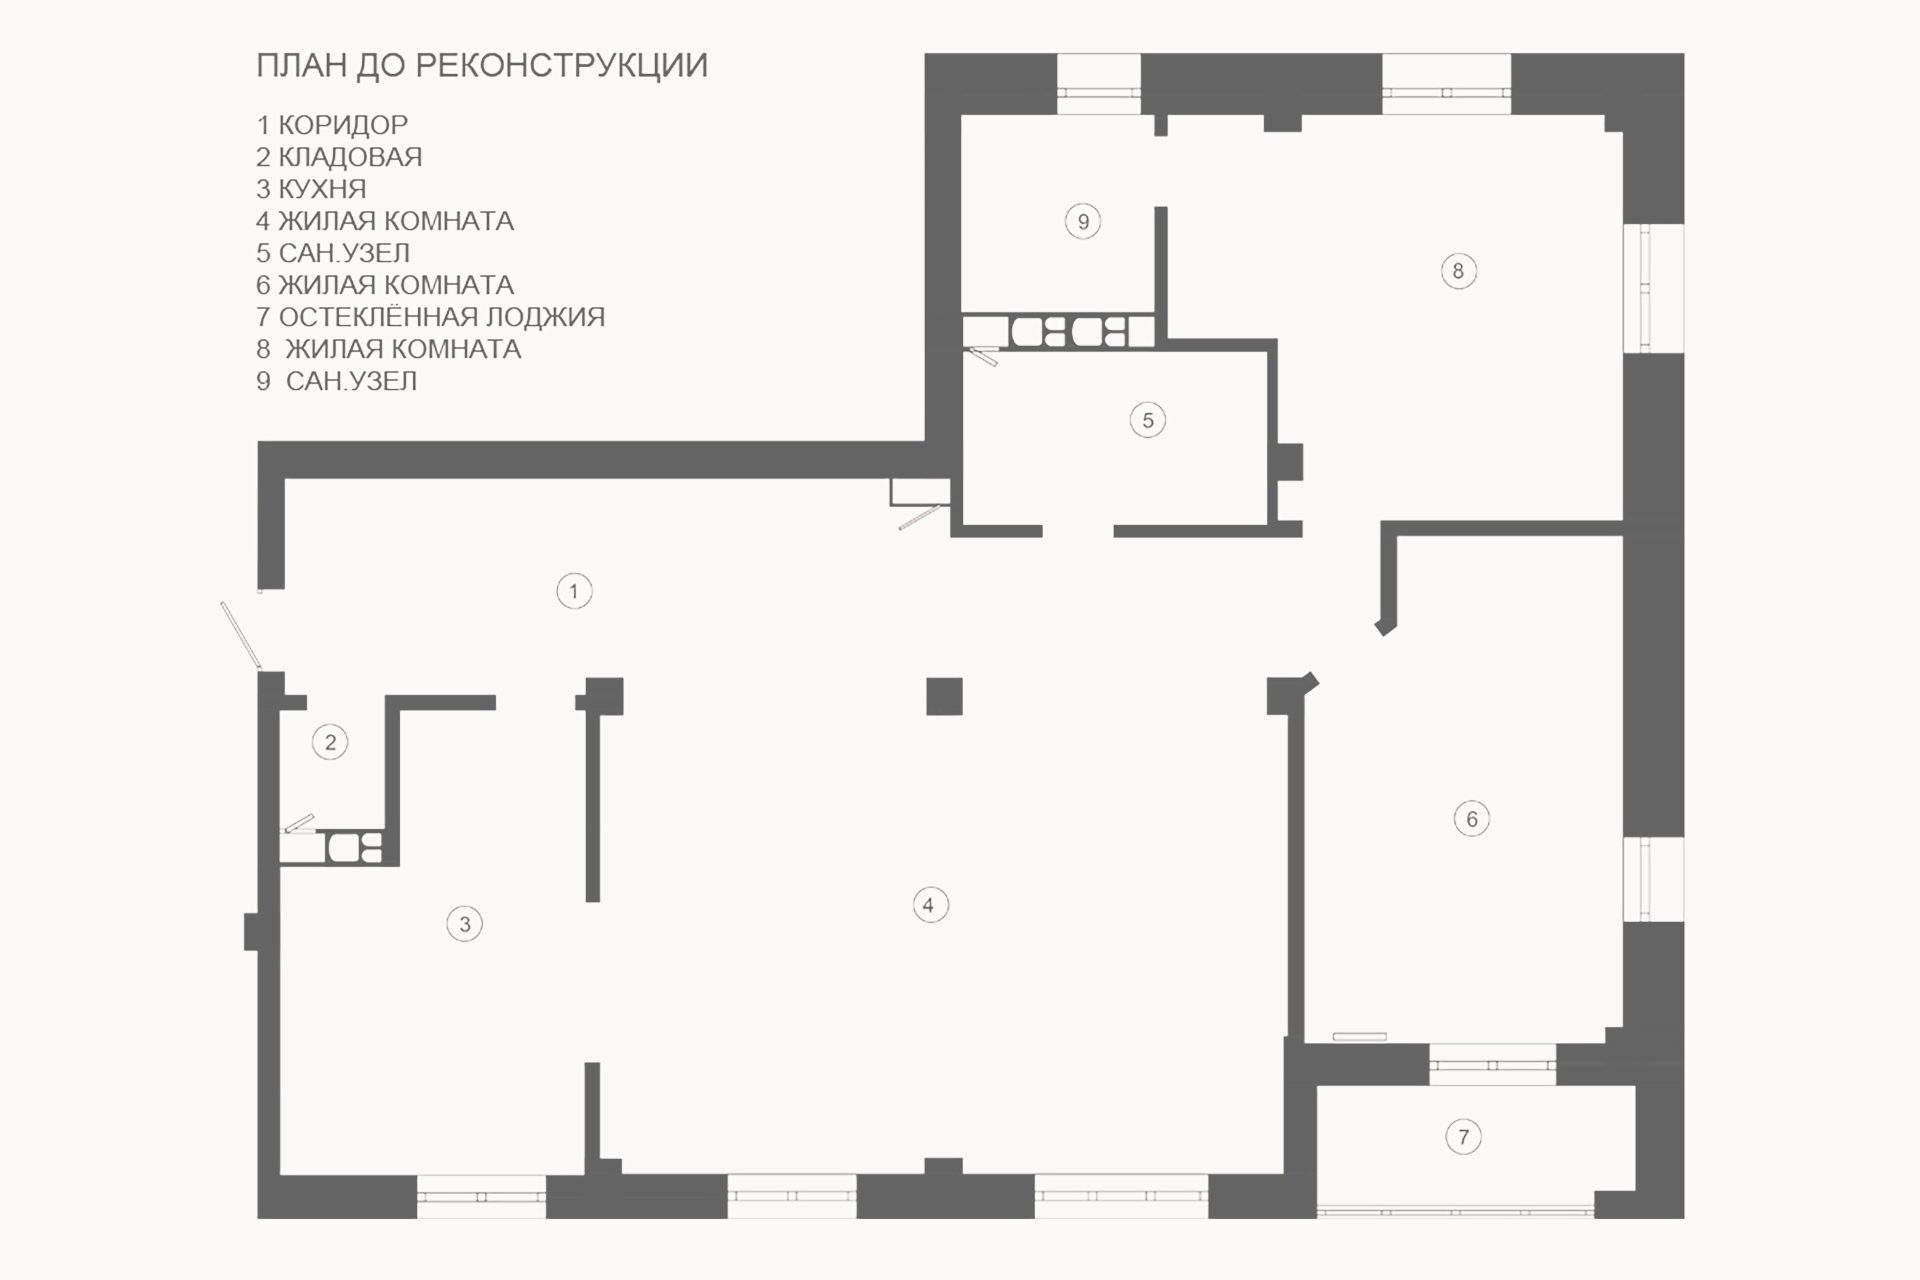 ПЛАН ДО РЕКОНСТРУКЦИИ
1 КОРИДОР
2 КЛАДОВАЯ
3 КУХНЯ
4 ЖИЛАЯ КОМНАТА
5 САН.УЗЕЛ
6 ЖИЛАЯ КОМНАТА
7 ОСТЕКЛЁННАЯ ЛОДЖИЯ
8 ЖИЛАЯ КОМНАТА
9 САН.УЗЕЛ
9
8
5
1
2
6
4
3
7